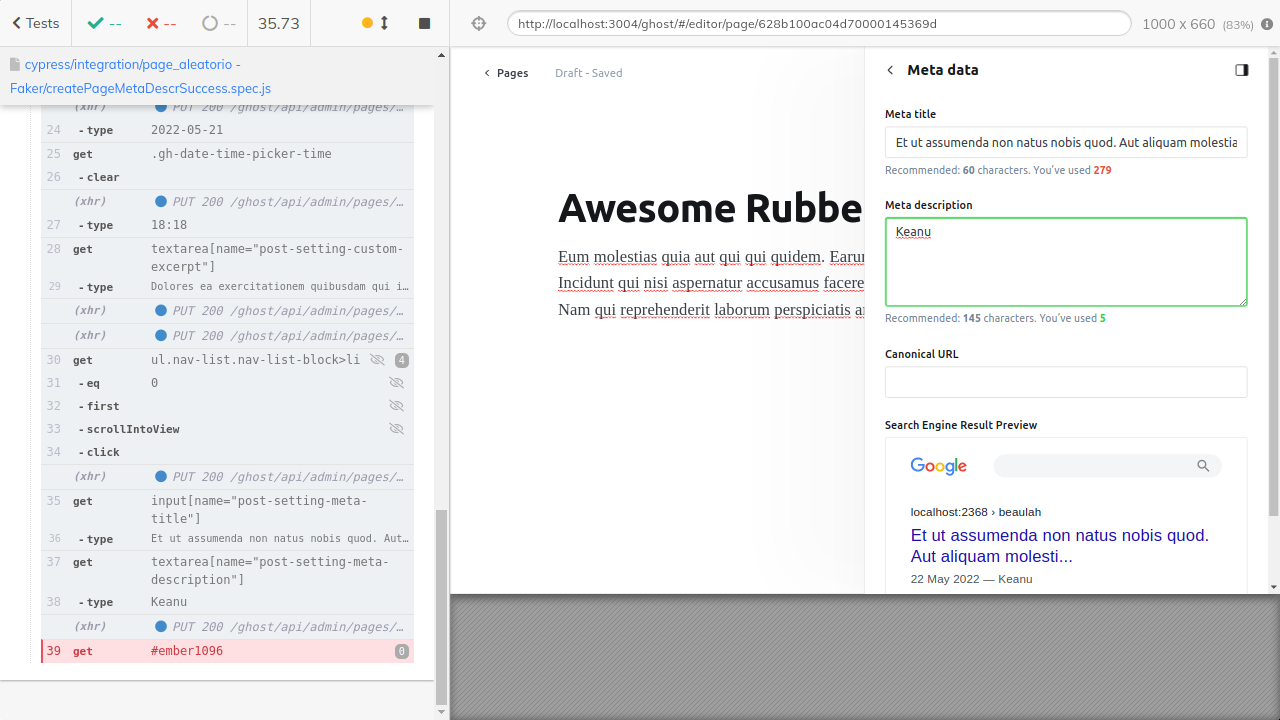 Tests -- -- -- 35.73
http://localhost:3004/ghost/#/editor/page/628b100ac04d70000145369d 1000 x 660 (83%)
cypress/integration/page_aleatorio -
Faker/createPageMetaDescrSuccess.spec.js
(xhr) PUT 200 /ghost/api/admin/pages/…
24 - type 2022-05-21
25 get .gh-date-time-picker-time
26 - clear
(xhr) PUT 200 /ghost/api/admin/pages/…
27 - type 18:18
28 get textarea[name="post-setting-custom-
excerpt"]
29 - type Dolores ea exercitationem quibusdam qui i…
(xhr) PUT 200 /ghost/api/admin/pages/…
(xhr) PUT 200 /ghost/api/admin/pages/…
30 get ul.nav-list.nav-list-block>li 4
31 - eq 0
32 - first
33 - scrollIntoView
34 - click
(xhr) PUT 200 /ghost/api/admin/pages/…
35 get input[name="post-setting-meta-
title"]
36 - type Et ut assumenda non natus nobis quod. Aut…
37 get textarea[name="post-setting-meta-
description"]
38 - type Keanu
(xhr) PUT 200 /ghost/api/admin/pages/…
39 get #ember1096 0
Pages Draft - Saved
Awesome Rubbe
Eum molestias quia aut qui qui quidem. Earur
Incidunt qui nisi aspernatur accusamus facere
Nam qui reprehenderit laborum perspiciatis a
Meta data
Meta title
Et ut assumenda non natus nobis quod. Aut aliquam molestia
Recommended: 60 characters. You've used 279
Meta description
Keanu
Recommended: 145 characters. You've used 5
Canonical URL
Search Engine Result Preview
Google
localhost:2368 › beaulah
Et ut assumenda non natus nobis quod.
Aut aliquam molesti...
22 May 2022 — Keanu